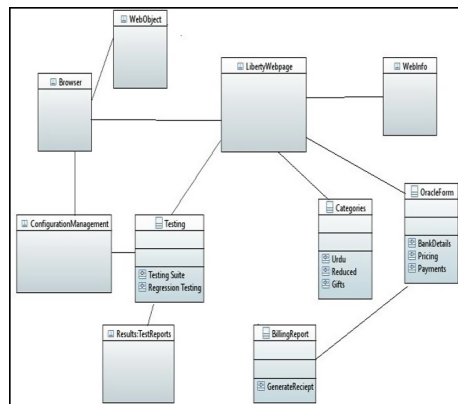 WebObject
Browser
LibertyWebpage
WebInfo
ConfigurationManagement
Testing
Testing Suite
Regression Testing
Categories
Urdu
Reduced
Gifts
OracleForm
BankDetails
Pricing
Payments
Results:TestReports
BillingReport
GenerateReciept